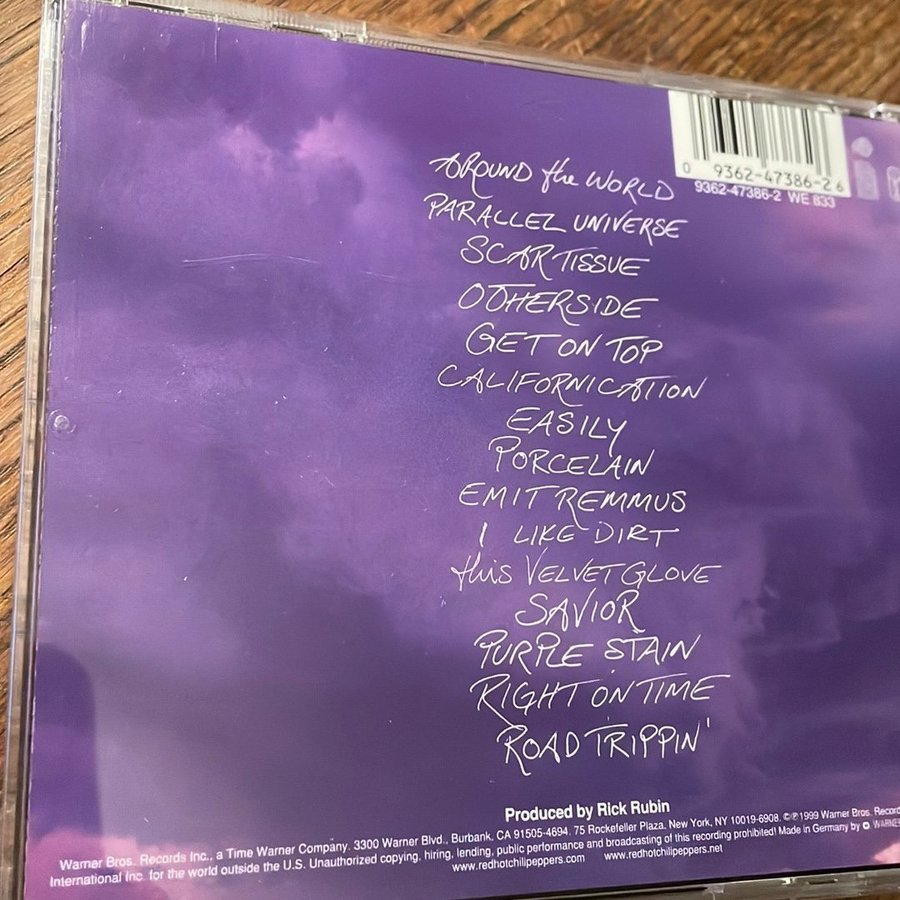 0 9362-47386-2 6
9362-47386-2 WE 833
AROUND the WORLD
PARALLEL UNIVERSE
SCAR TISSUE
OTHERSIDE
GET ON TOP
CALIFORNICATION
EASILY
PORCELAIN
EMIT REMMUS
I LIKE DIRT
this VELVET GLOVE
SAVIOR
PURPLE STAIN
RIGHT ON TIME
ROAD TRIPPIN'
Produced by Rick Rubin
Warner Bros. Records Inc., a Time Warner Company. 3300 Warner Blvd., Burbank, CA 91505-4694. 75 Rockefeller Plaza, New York, NY 10019-6908. ©℗1999 Warner Bros.
International Inc. for the world outside the U.S. Unauthorized copying, hiring, lending, public performance and broadcasting of this recording prohibited! Made in Germany by WARNER
www.redhotchilipeppers.com www.redhotchilipeppers.net